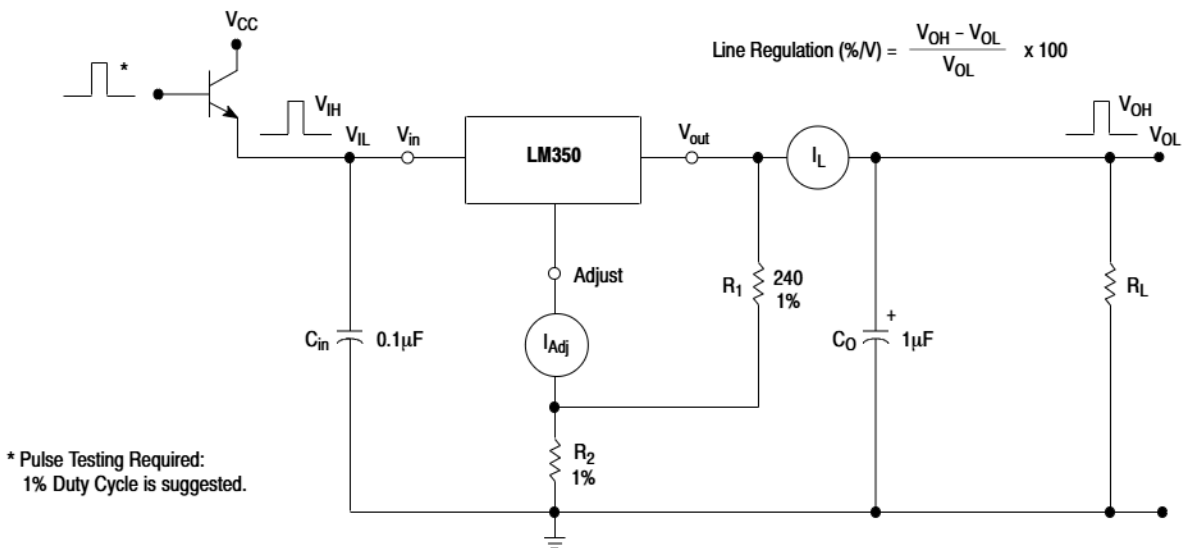 V_CC
Line Regulation (%/V) = V_OH – V_OL / V_OL x 100
*
V_IH
V_IL
V_in
LM350
V_out
I_L
V_OH
V_OL
Adjust
R_1
240
1%
R_L
C_in
0.1µF
I_Adj
C_O
+
1µF
R_2
1%
* Pulse Testing Required:
1% Duty Cycle is suggested.